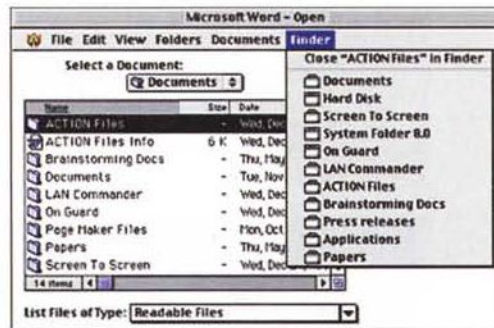 Microsoft Word - Open
File Edit View Folders Documents Finder
Select a Document:
Documents
Name Size Date
ACTION Files - Wed, Dec
ACTION Files Info 6 K Wed, Dec
Brainstorming Docs - Thu, May
Documents - Tue, Nov
LAN Commander - Wed, Dec
On Guard - Wed, Dec
Page Maker Files - Mon, Oct
Papers - Thu, May
Screen To Screen - Wed, Dec
14 items
List Files of Type: Readable Files
Close "ACTION Files" in Finder
Documents
Hard Disk
Screen To Screen
System Folder 8.0
On Guard
LAN Commander
ACTION Files
Brainstorming Docs
Press releases
Applications
Papers